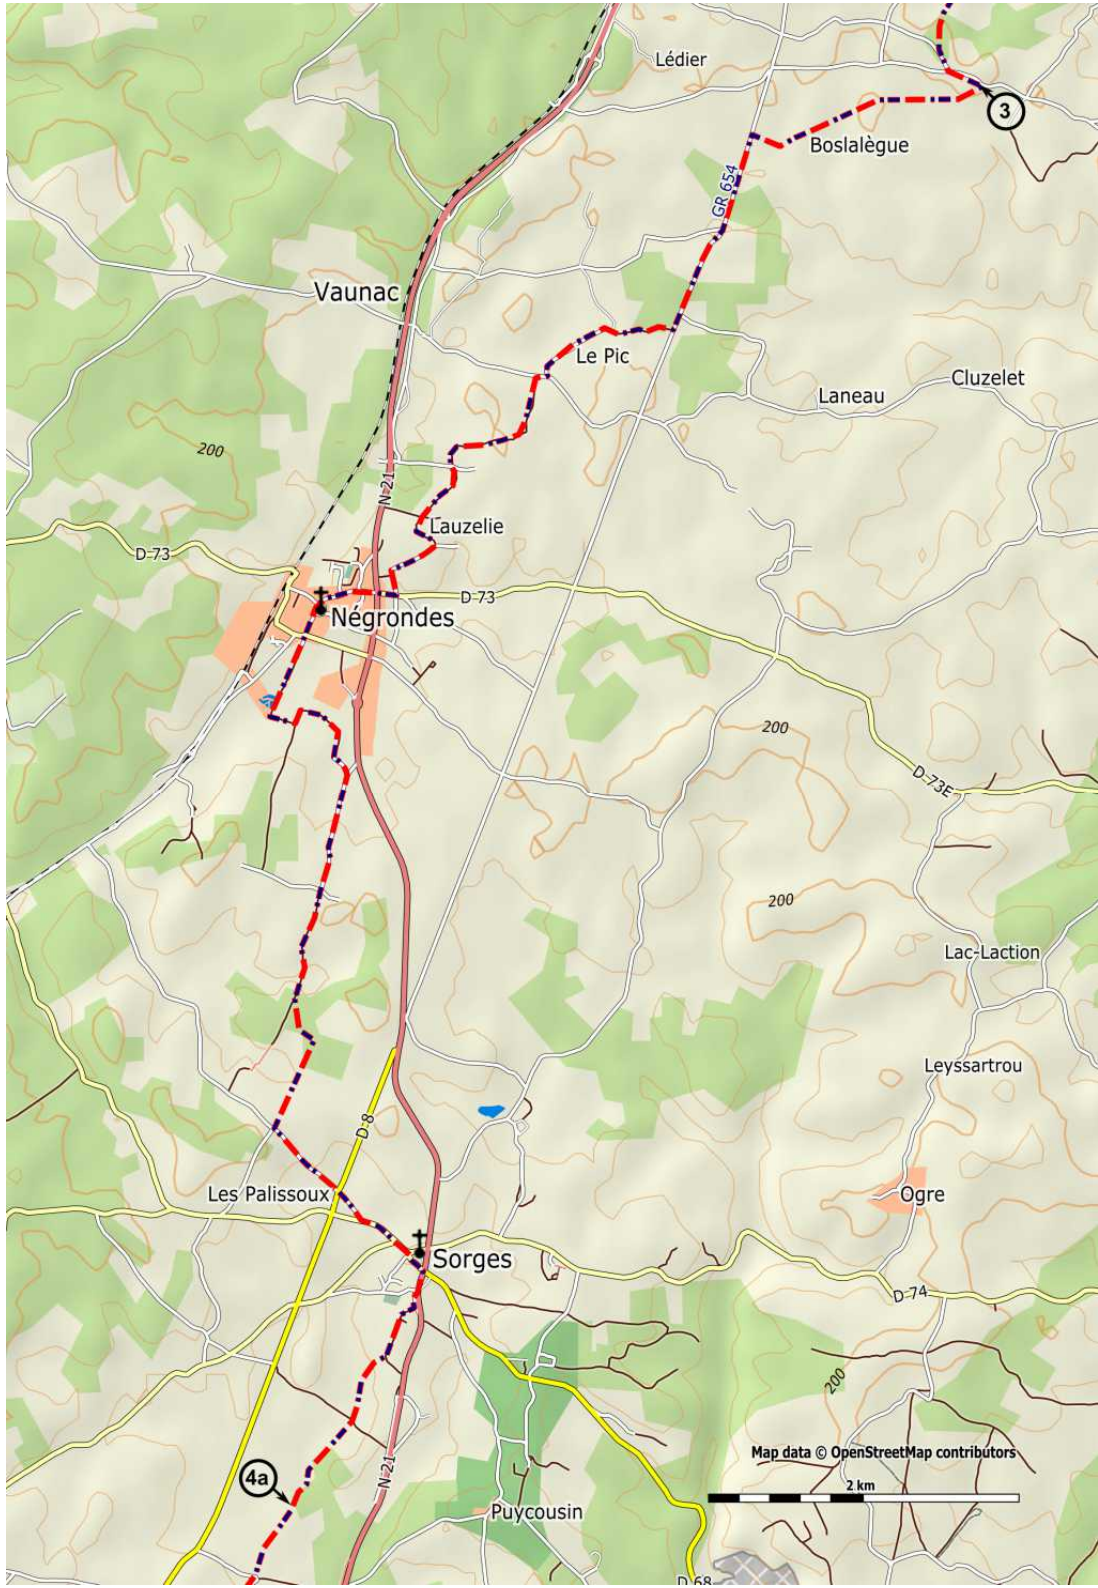 Lédier
3
Boslalègue
GR 654
Vaunac
Le Pic
Cluzelet
Laneau
200
N 21
Lauzelie
D 73
D 73
Négrondes
200
D 73E
200
Lac-Laction
Leyssartrou
D 8
Les Palissoux
Ogre
Sorges
D 74
200
Map data © OpenStreetMap contributors
4a
N 21
2 km
Puycousin
D 68